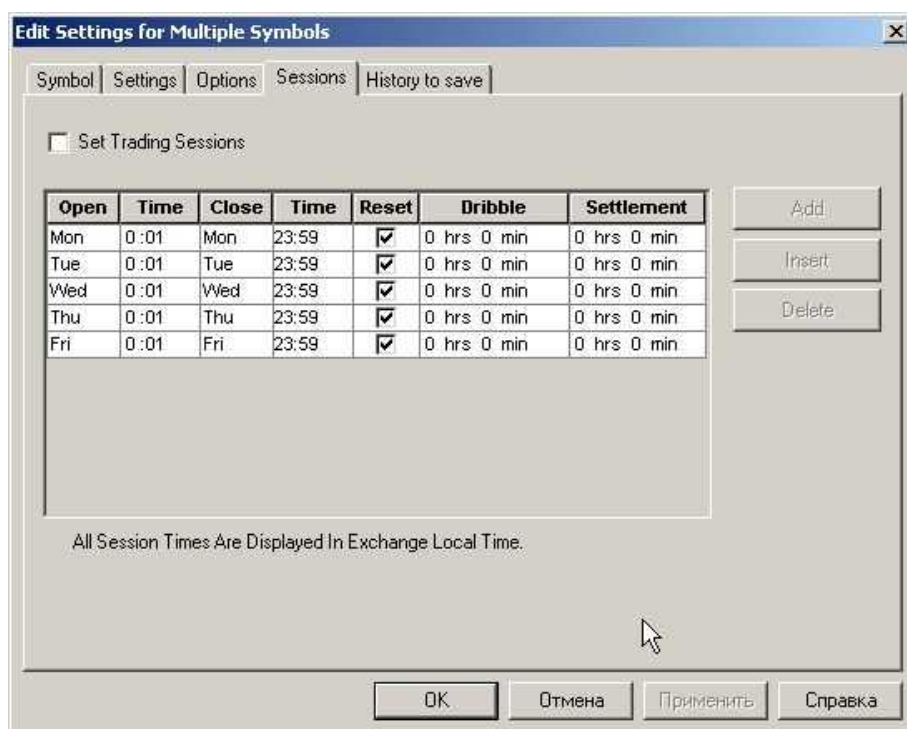 Edit Settings for Multiple Symbols
Symbol Settings Options Sessions History to save
Set Trading Sessions
Open Time Close Time Reset Dribble Settlement
Mon 0:01 Mon 23:59 0 hrs 0 min 0 hrs 0 min
Tue 0:01 Tue 23:59 0 hrs 0 min 0 hrs 0 min
Wed 0:01 Wed 23:59 0 hrs 0 min 0 hrs 0 min
Thu 0:01 Thu 23:59 0 hrs 0 min 0 hrs 0 min
Fri 0:01 Fri 23:59 0 hrs 0 min 0 hrs 0 min
Add
Insert
Delete
All Session Times Are Displayed In Exchange Local Time.
OK Отмена Применить Справка